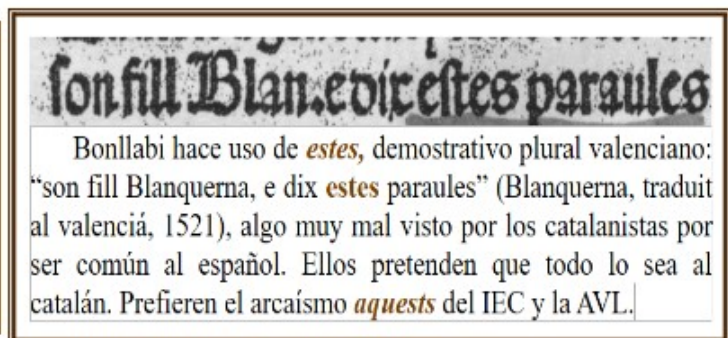 son fill Blan. e dix estes paraules
Bonllabi hace uso de estes, demostrativo plural valenciano:
“son fill Blanquerna, e dix estes paraules” (Blanquerna, traduit
al valenciá, 1521), algo muy mal visto por los catalanistas por
ser común al español. Ellos pretenden que todo lo sea al
catalán. Prefieren el arcaísmo aquests del IEC y la AVL.